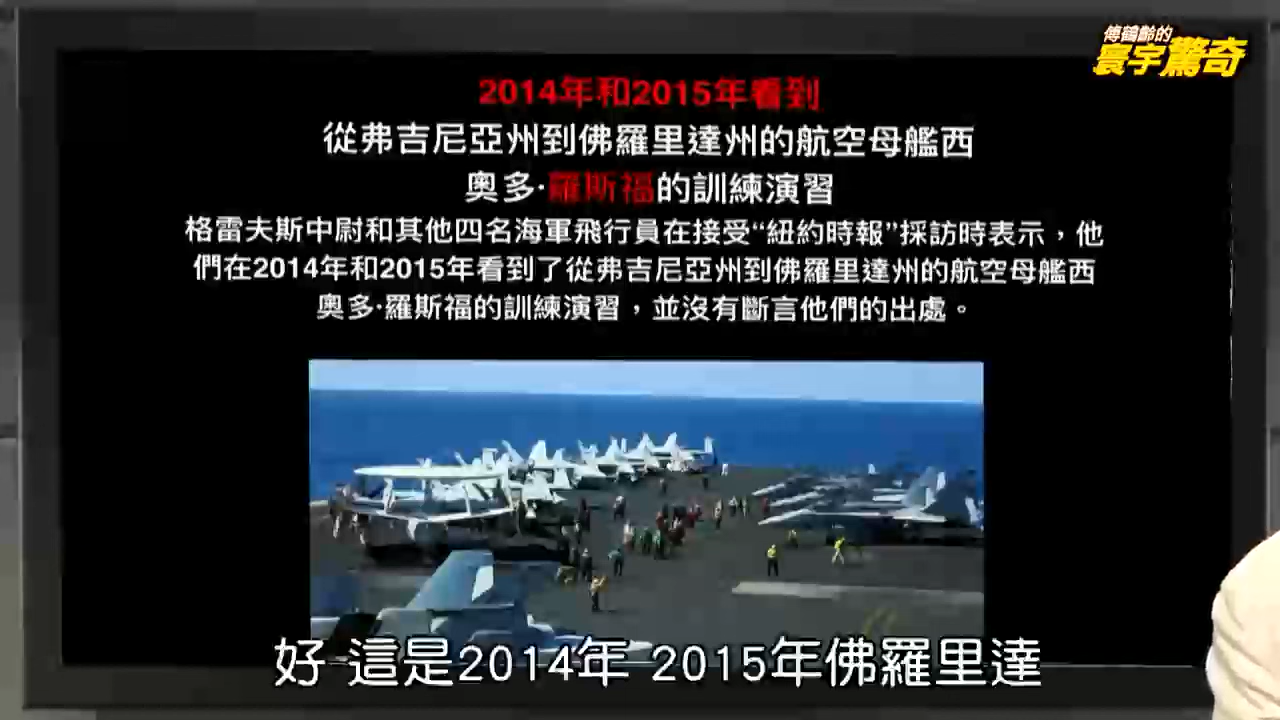 傅鶴齡的
寰宇驚奇
2014年和2015年看到
從弗吉尼亞州到佛羅里達州的航空母艦西
奧多·羅斯福的訓練演習
格雷夫斯中尉和其他四名海軍飛行員在接受“紐約時報”採訪時表示，他
們在2014年和2015年看到了從弗吉尼亞州到佛羅里達州的航空母艦西
奧多·羅斯福的訓練演習，並沒有斷言他們的出處。
好 這是2014年 2015年佛羅里達